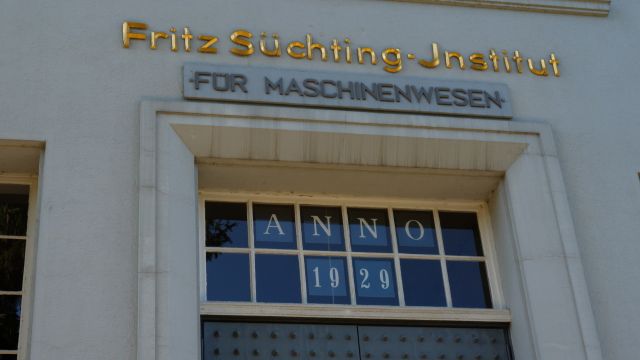 Fritz Süchting-Jnstitut
·FÜR MASCHINENWESEN·
ANNO
1929